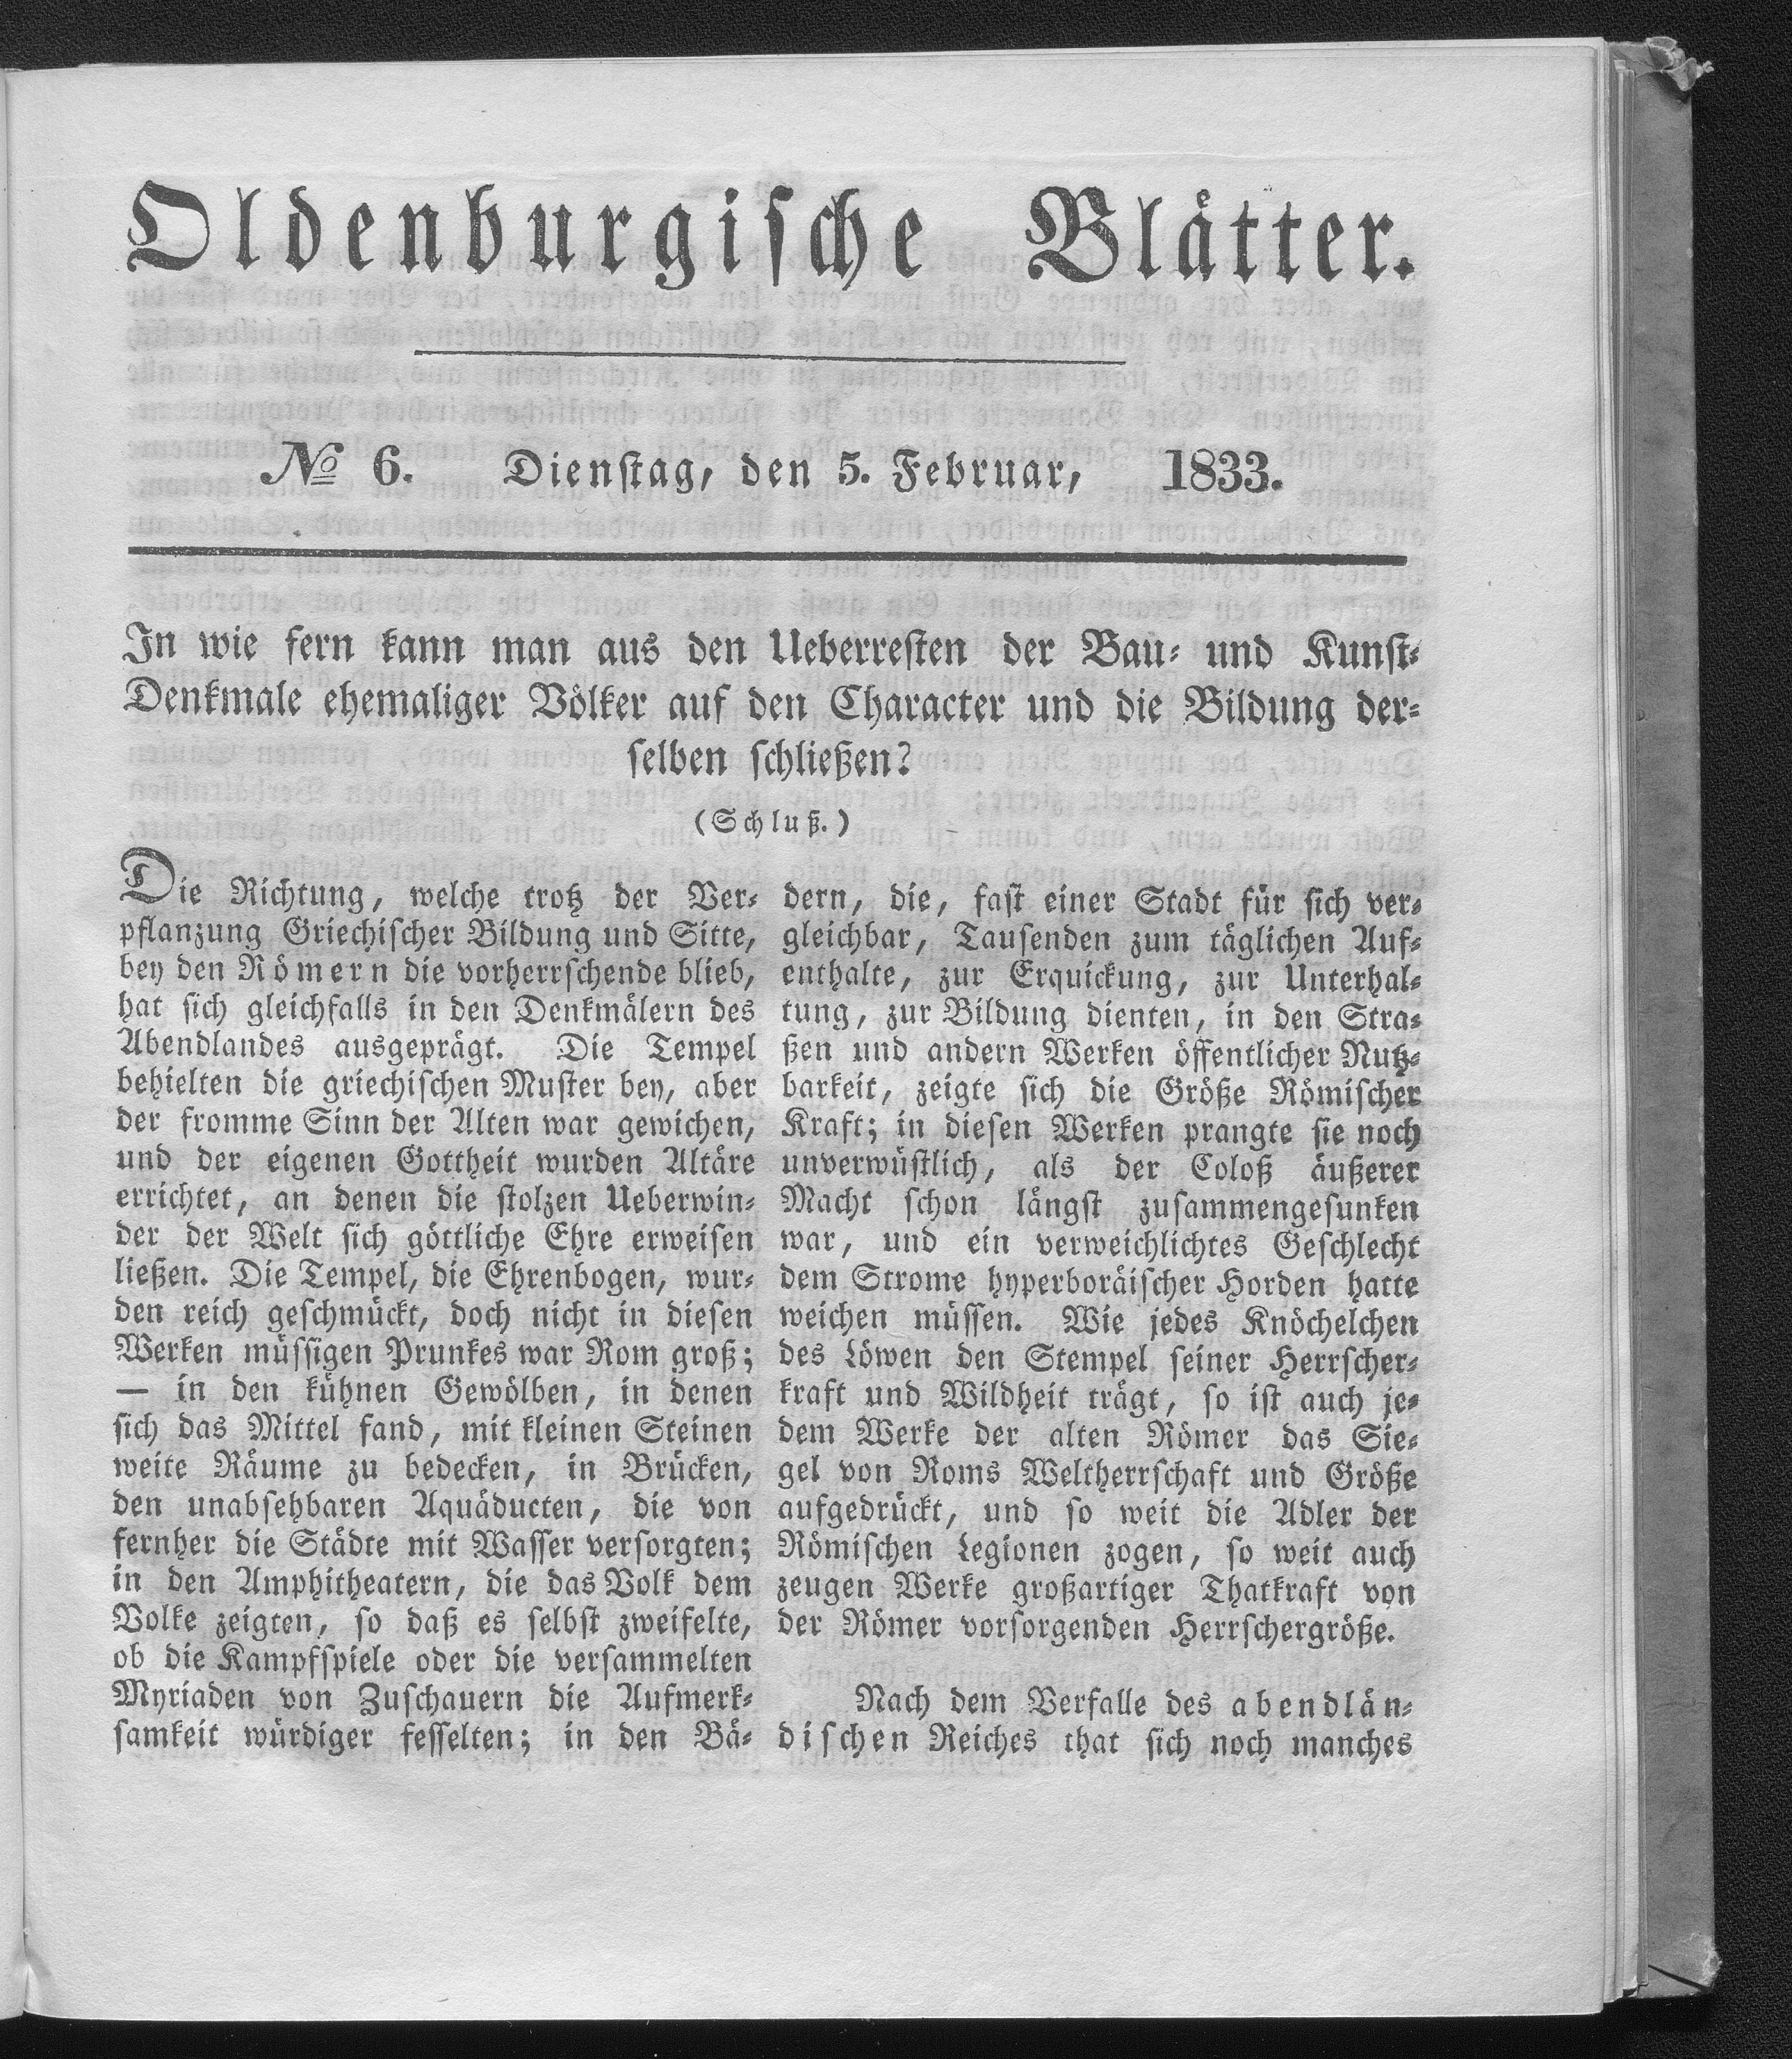 Oldenburgische Blätter.
№ 6. Dienstag, den 5. Februar, 1833.
In wie fern kann man aus den Ueberresten der Bau- und Kunst-
Denkmale ehemaliger Völker auf den Character und die Bildung der-
selben schließen?
(Schluß.)
Die Richtung, welche trotz der Ver-
pflanzung Griechischer Bildung und Sitte,
bey den Römern die vorherrschende blieb,
hat sich gleichfalls in den Denkmälern des
Abendlandes ausgeprägt. Die Tempel
behielten die griechischen Muster bey, aber
der fromme Sinn der Alten war gewichen,
und der eigenen Gottheit wurden Altäre
errichtet, an denen die stolzen Ueberwin-
der der Welt sich göttliche Ehre erweisen
ließen. Die Tempel, die Ehrenbogen, wur-
den reich geschmückt, doch nicht in diesen
Werken müssigen Prunkes war Rom groß;
— in den kühnen Gewölben, in denen
sich das Mittel fand, mit kleinen Steinen
weite Räume zu bedecken, in Brücken,
den unabsehbaren Aquäducten, die von
fernher die Städte mit Wasser versorgten;
in den Amphitheatern, die das Volk dem
Volke zeigten, so daß es selbst zweifelte,
ob die Kampfspiele oder die versammelten
Myriaden von Zuschauern die Aufmerk-
samkeit würdiger fesselten; in den Bä-
dern, die, fast einer Stadt für sich ver-
gleichbar, Tausenden zum täglichen Auf-
enthalte, zur Erquickung, zur Unterhal-
tung, zur Bildung dienten, in den Stra-
ßen und andern Werken öffentlicher Nutz-
barkeit, zeigte sich die Größe Römischer
Kraft; in diesen Werken prangte sie noch
unverwüstlich, als der Coloß äußerer
Macht schon längst zusammengesunken
war, und ein verweichlichtes Geschlecht
dem Strome hyperboräischer Horden hatte
weichen müssen. Wie jedes Knöchelchen
des Löwen den Stempel seiner Herrscher-
kraft und Wildheit trägt, so ist auch je-
dem Werke der alten Römer das Sie-
gel von Roms Weltherrschaft und Größe
aufgedrückt, und so weit die Adler der
Römischen Legionen zogen, so weit auch
zeugen Werke großartiger Thatkraft von
der Römer vorsorgenden Herrschergröße.
Nach dem Verfalle des abendlän-
dischen Reiches that sich noch manches